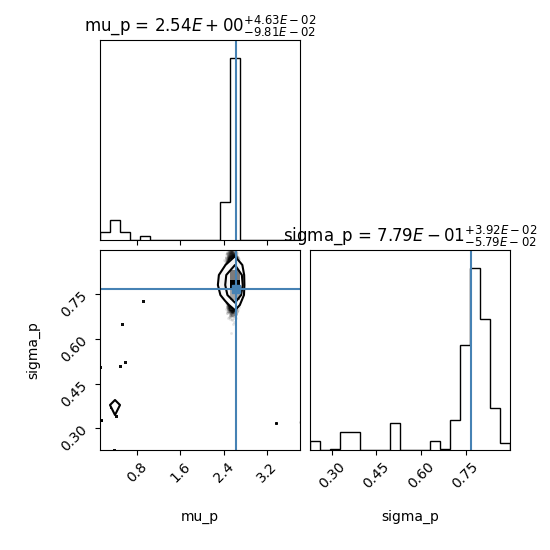 mu_p = 2.54E + 00+4.63E − 02 −9.81E − 02
sigma_p = 7.79E − 01+3.92E − 02 −5.79E − 02
sigma_p
0.75
0.60
0.45
0.30
0.8 1.6 2.4 3.2
0.30 0.45 0.60 0.75
mu_p
sigma_p